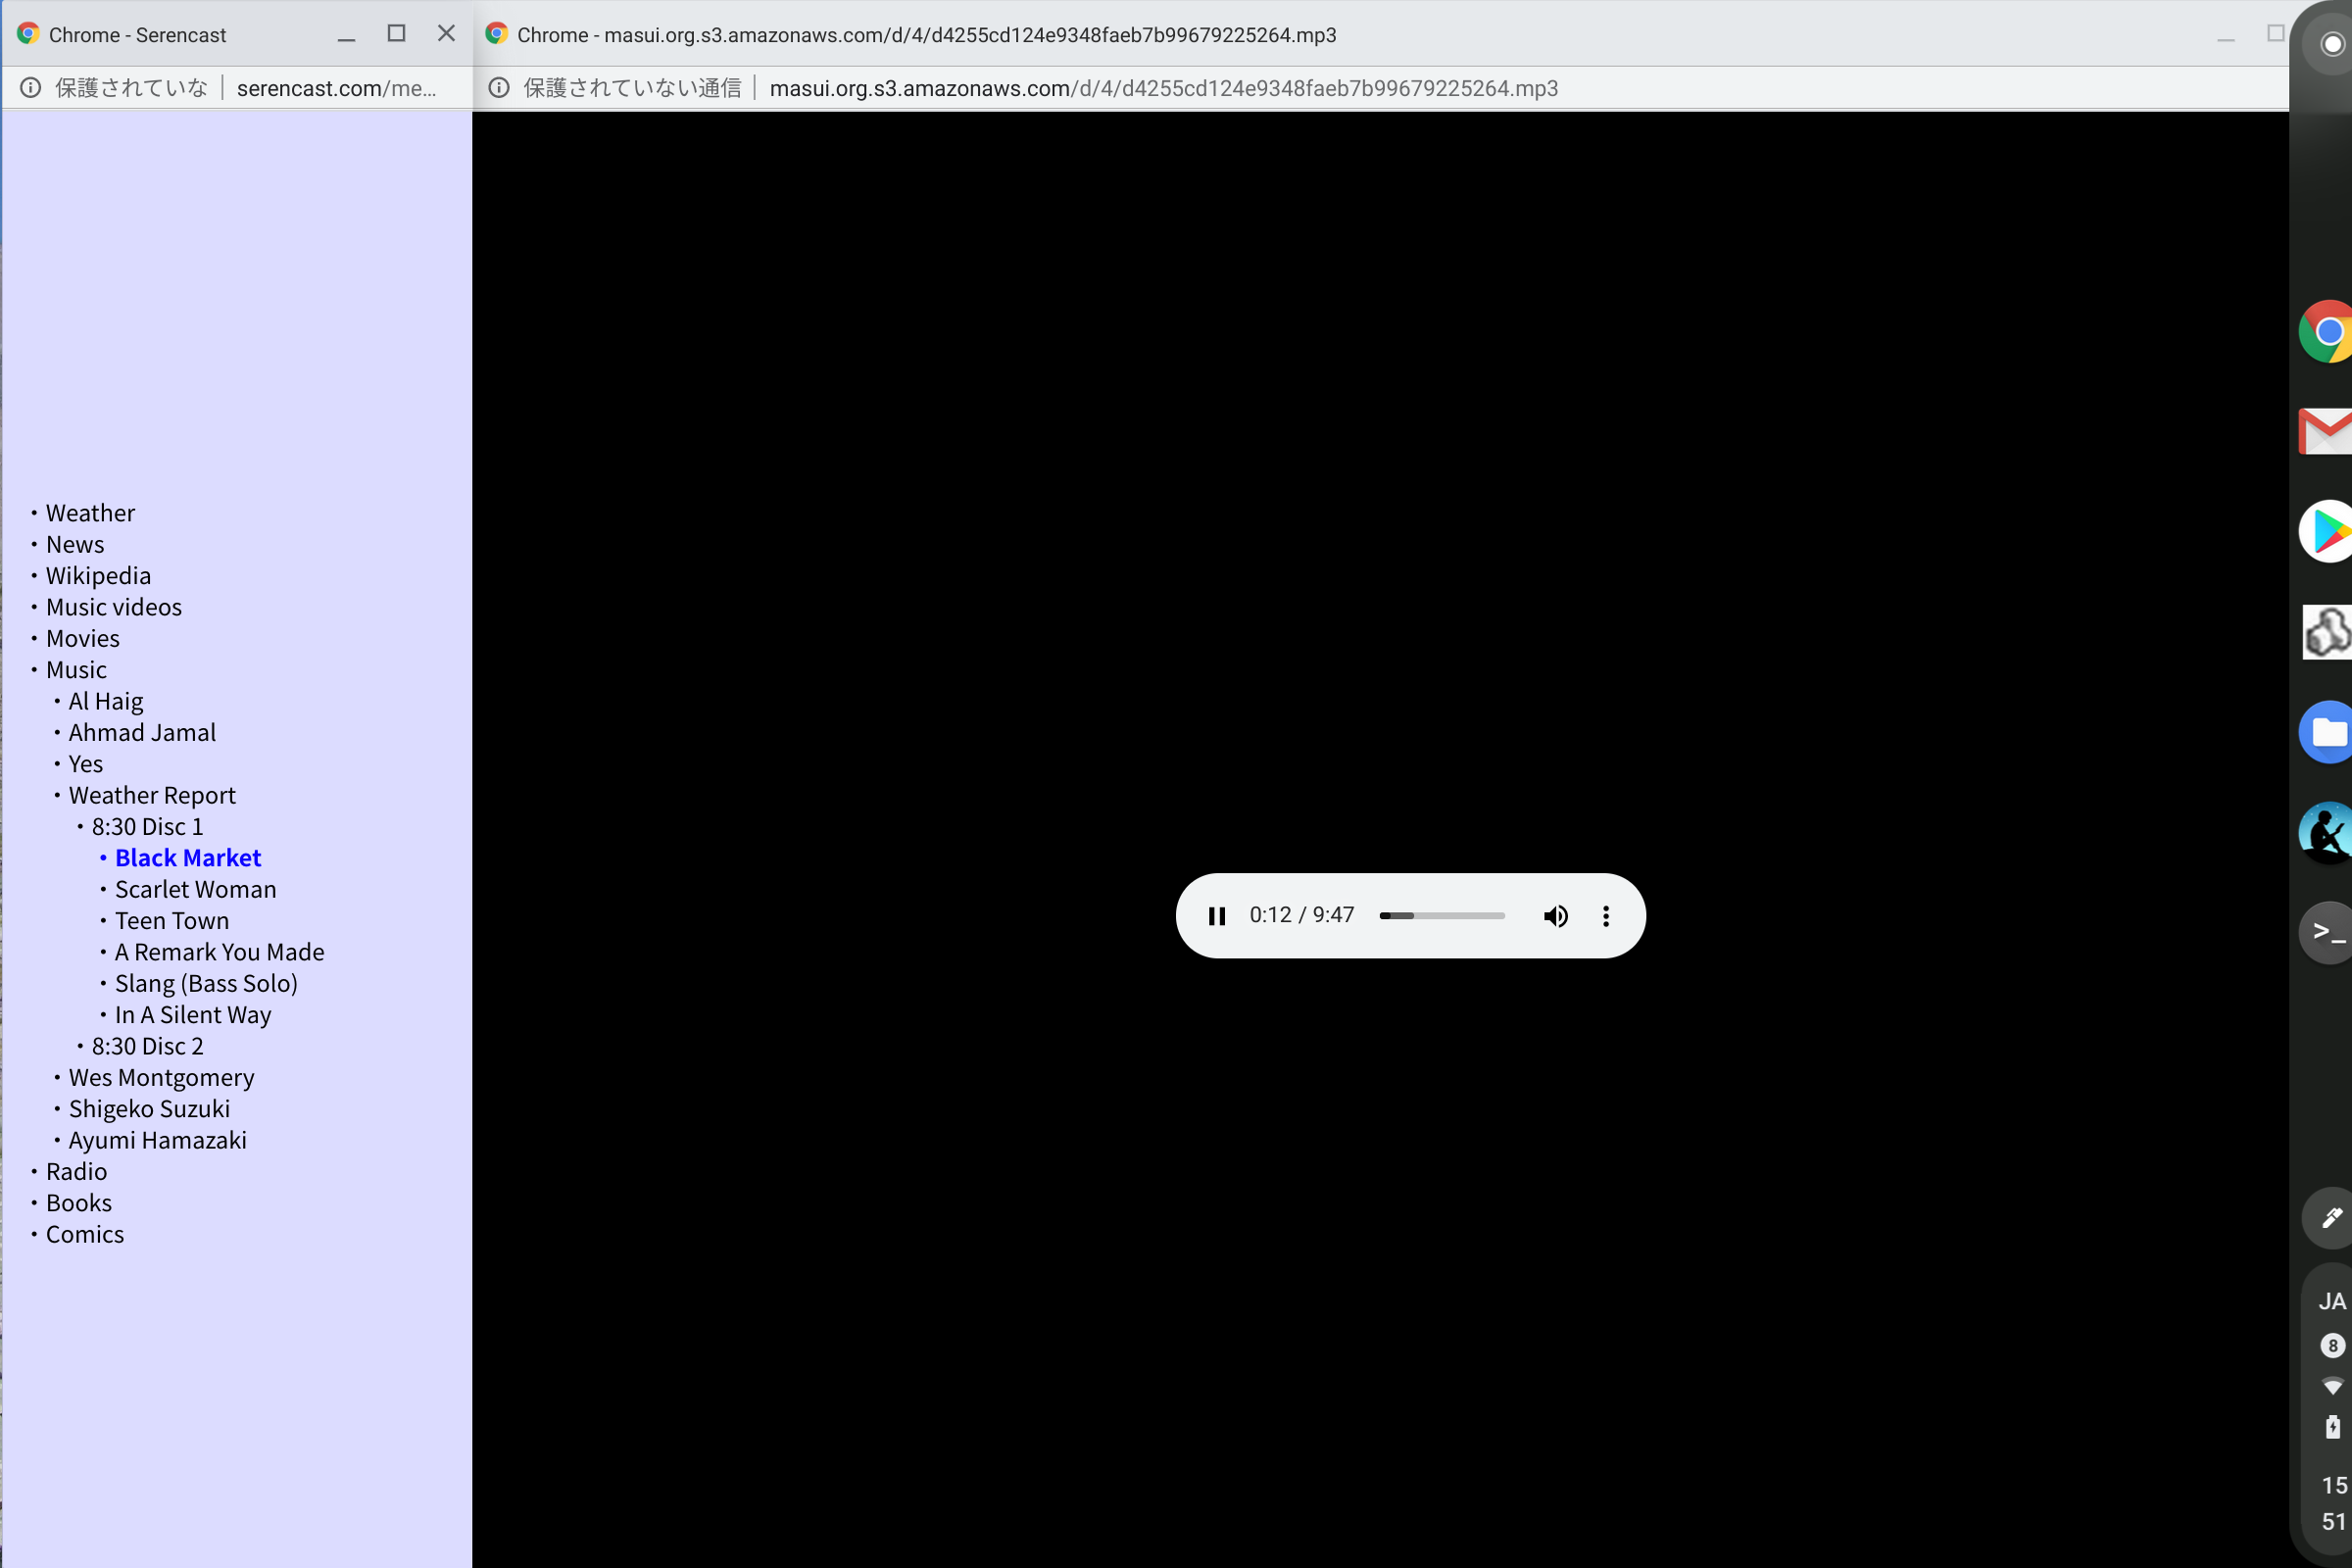 Chrome - Serencast
保護されていな
serencast.com/me...
・Weather
・News
・Wikipedia
・Music videos
・Movies
・Music
・Al Haig
・Ahmad Jamal
・Yes
・Weather Report
・8:30 Disc 1
・Black Market
・Scarlet Woman
・Teen Town
・A Remark You Made
・Slang (Bass Solo)
・In A Silent Way
・8:30 Disc 2
・Wes Montgomery
・Shigeko Suzuki
・Ayumi Hamazaki
・Radio
・Books
・Comics
Chrome - masui.org.s3.amazonaws.com/d/4/d4255cd124e9348faeb7b99679225264.mp3
保護されていない通信
masui.org.s3.amazonaws.com/d/4/d4255cd124e9348faeb7b99679225264.mp3
0:12 / 9:47
>_
JA
8
15
51